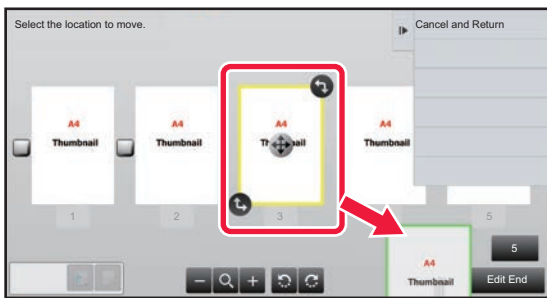 Select the location to move.
Cancel and Return
A4
Thumbnail
A4
Thumbnail
A4
A4
Thumbnail
1
2
3
5
5
A4
Thumbnail
Edit End